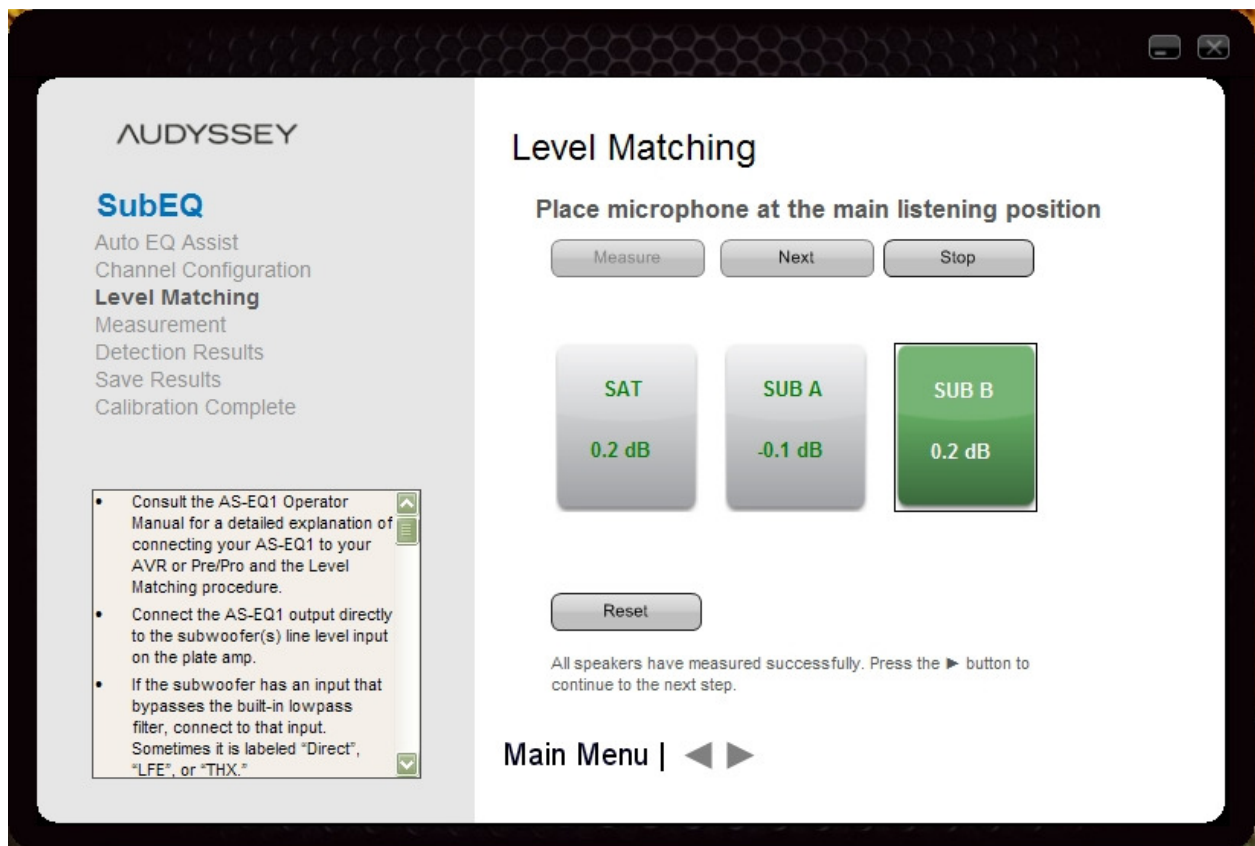 AUDYSSEY
SubEQ
Auto EQ Assist
Channel Configuration
Level Matching
Measurement
Detection Results
Save Results
Calibration Complete
• Consult the AS-EQ1 Operator
Manual for a detailed explanation of
connecting your AS-EQ1 to your
AVR or Pre/Pro and the Level
Matching procedure.
• Connect the AS-EQ1 output directly
to the subwoofer(s) line level input
on the plate amp.
• If the subwoofer has an input that
bypasses the built-in lowpass
filter, connect to that input.
Sometimes it is labeled “Direct”,
“LFE”, or “THX.”
Level Matching
Place microphone at the main listening position
Measure Next Stop
SAT SUB A SUB B
0.2 dB -0.1 dB 0.2 dB
Reset
All speakers have measured successfully. Press the ► button to
continue to the next step.
Main Menu | ◀ ▶